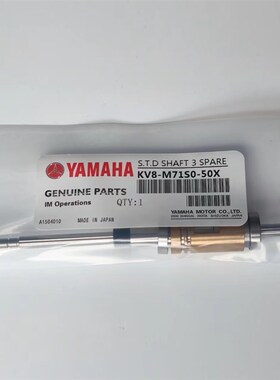 YAMAHA
S.T.D SHAFT 3 SPARE
KV8-M71S0-50X
GENUINE PARTS
IM Operations
QTY:1
A1504010
MADE IN JAPAN
YAMAHA MOTOR CO.,LTD.